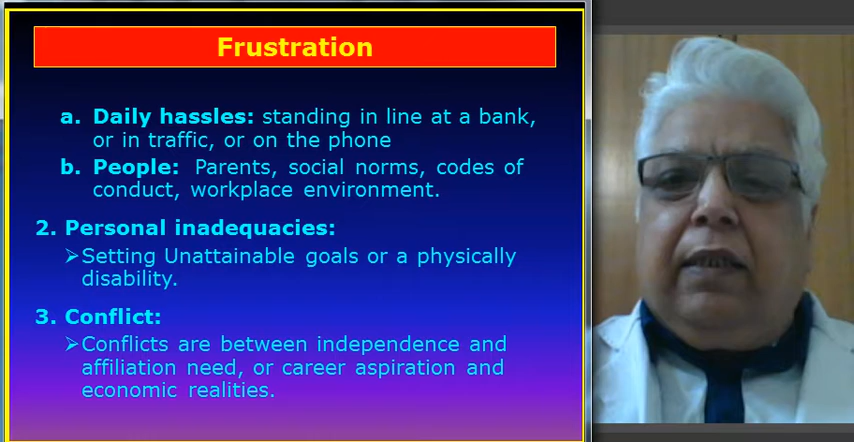 Frustration
a. Daily hassles: standing in line at a bank,
or in traffic, or on the phone
b. People: Parents, social norms, codes of
conduct, workplace environment.
2. Personal inadequacies:
➢Setting Unattainable goals or a physically
disability.
3. Conflict:
➢Conflicts are between independence and
affiliation need, or career aspiration and
economic realities.